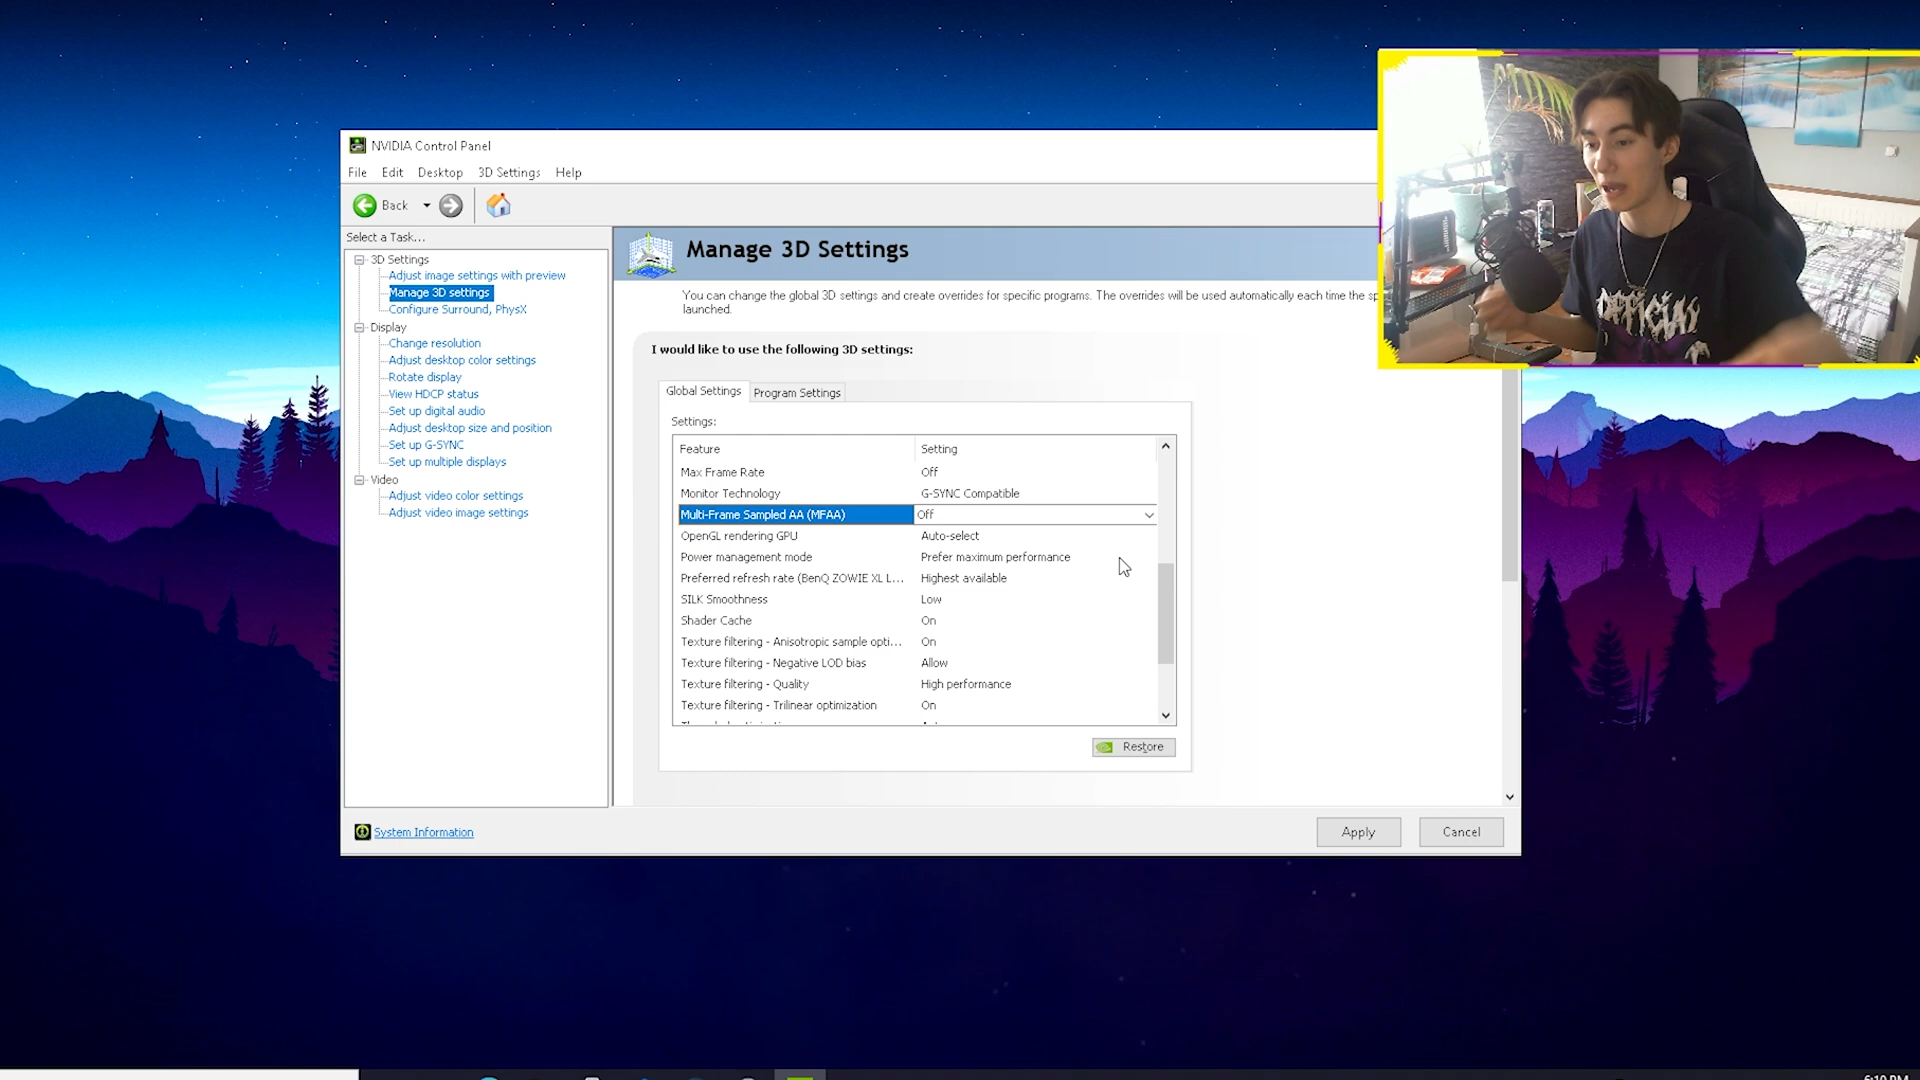 NVIDIA Control Panel
File Edit Desktop 3D Settings Help
Back
Select a Task...
3D Settings
Adjust image settings with preview
Manage 3D settings
Configure Surround, PhysX
Display
Change resolution
Adjust desktop color settings
Rotate display
View HDCP status
Set up digital audio
Adjust desktop size and position
Set up G-SYNC
Set up multiple displays
Video
Adjust video color settings
Adjust video image settings
System Information
Manage 3D Settings
You can change the global 3D settings and create overrides for specific programs. The overrides will be used automatically each time the
launched.
I would like to use the following 3D settings:
Global Settings Program Settings
Settings:
Feature Setting
Max Frame Rate Off
Monitor Technology G-SYNC Compatible
Multi-Frame Sampled AA (MFAA) Off
OpenGL rendering GPU Auto-select
Power management mode Prefer maximum performance
Preferred refresh rate (BenQ ZOWIE XL L... Highest available
SILK Smoothness Low
Shader Cache On
Texture filtering - Anisotropic sample opti... On
Texture filtering - Negative LOD bias Allow
Texture filtering - Quality High performance
Texture filtering - Trilinear optimization On
Restore
Apply Cancel
OFFICIAL